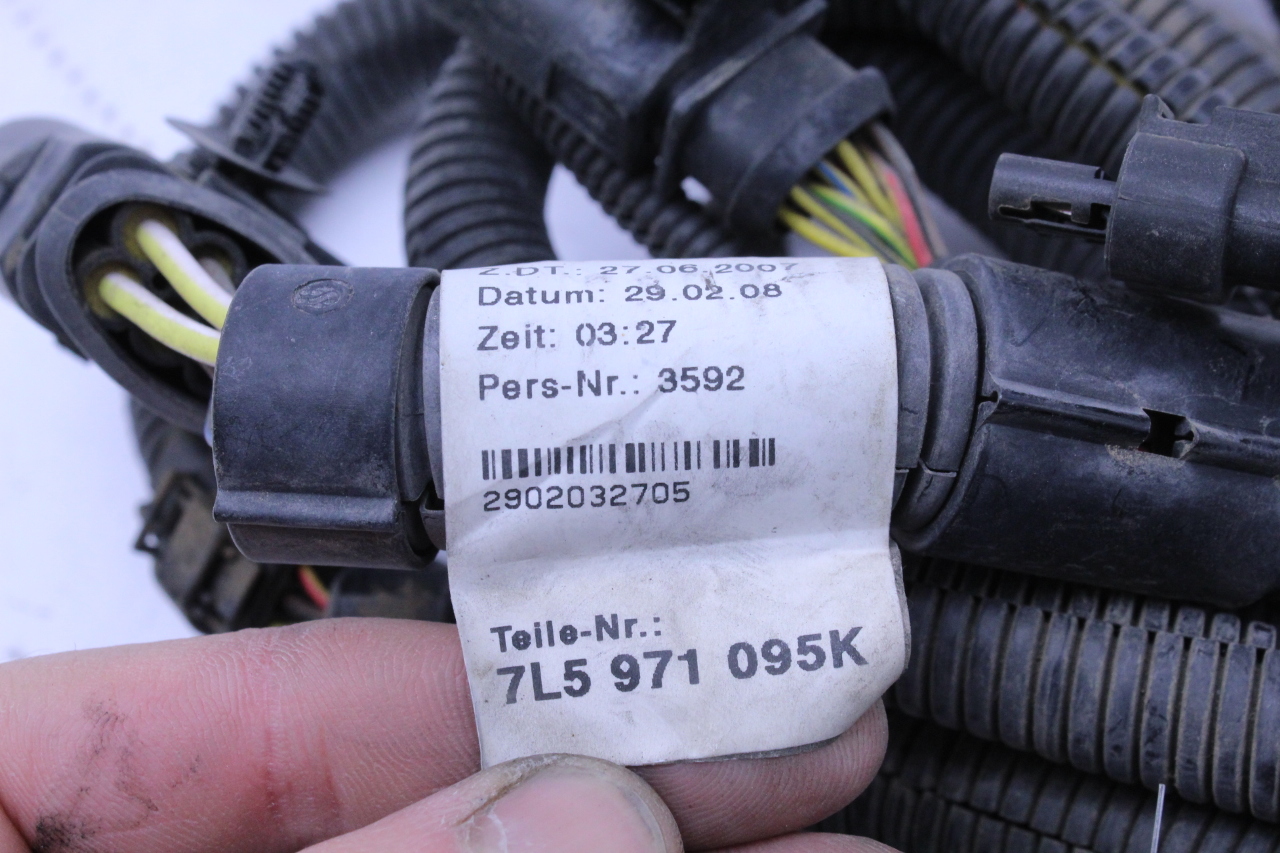 Z.DT.: 27.06.2007
Datum: 29.02.08
Zeit: 03:27
Pers-Nr.: 3592
2902032705
Teile-Nr.:
7L5 971 095K